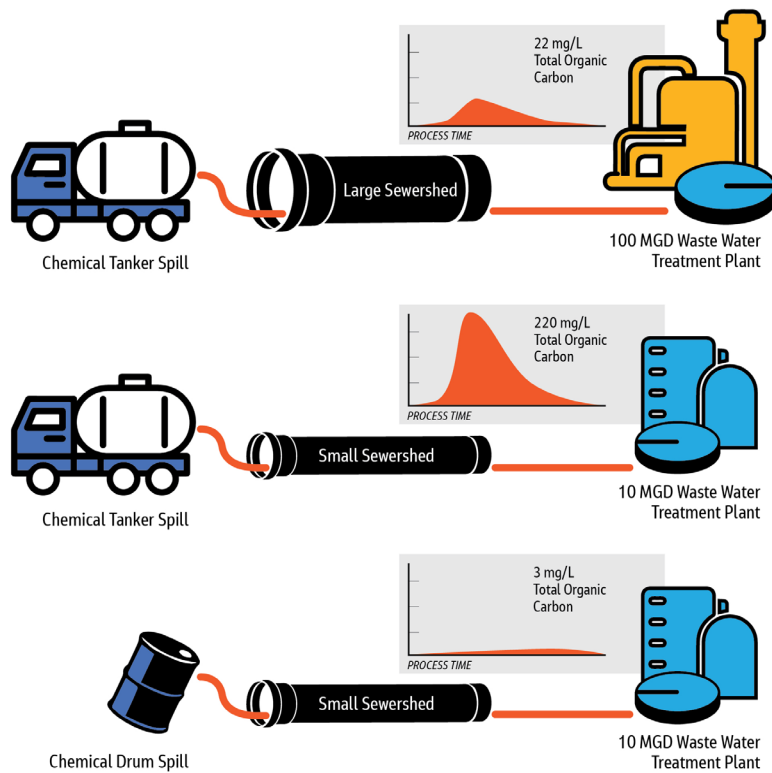 22 mg/L
Total Organic
Carbon
PROCESS TIME
Large Sewershed
Chemical Tanker Spill
100 MGD Waste Water
Treatment Plant
220 mg/L
Total Organic
Carbon
PROCESS TIME
Small Sewershed
Chemical Tanker Spill
10 MGD Waste Water
Treatment Plant
3 mg/L
Total Organic
Carbon
PROCESS TIME
Small Sewershed
Chemical Drum Spill
10 MGD Waste Water
Treatment Plant